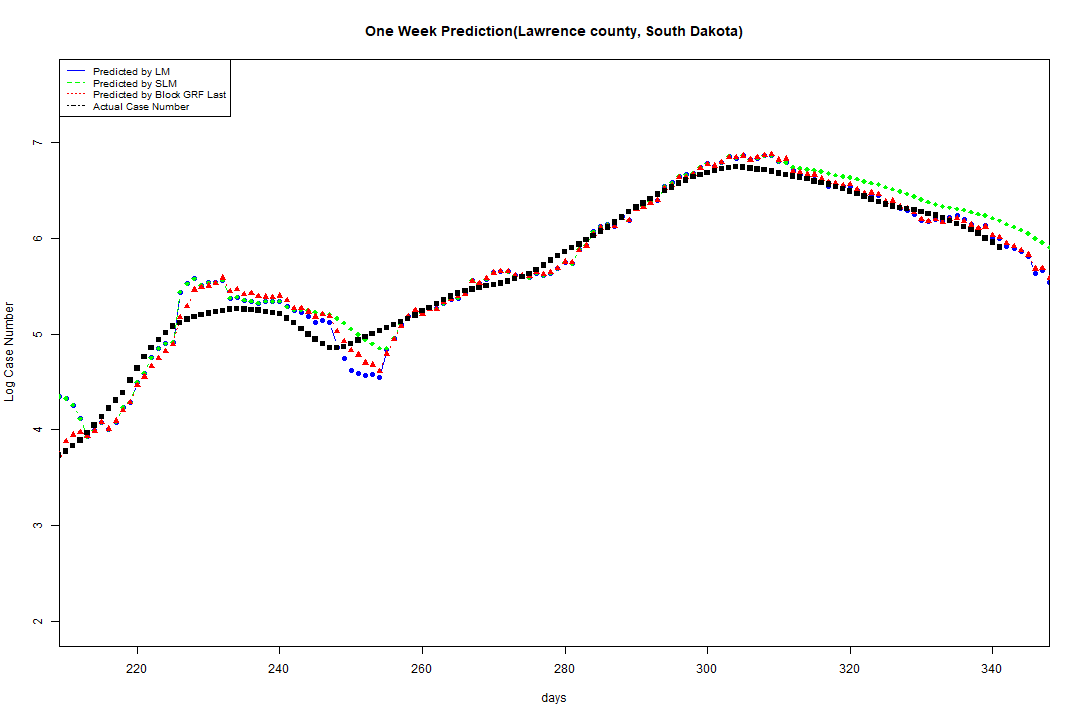 One Week Prediction(Lawrence county, South Dakota)
Predicted by LM
Predicted by SLM
Predicted by Block GRF Last
Actual Case Number
7
6
5
4
3
2
Log Case Number
220 240 260 280 300 320 340
days